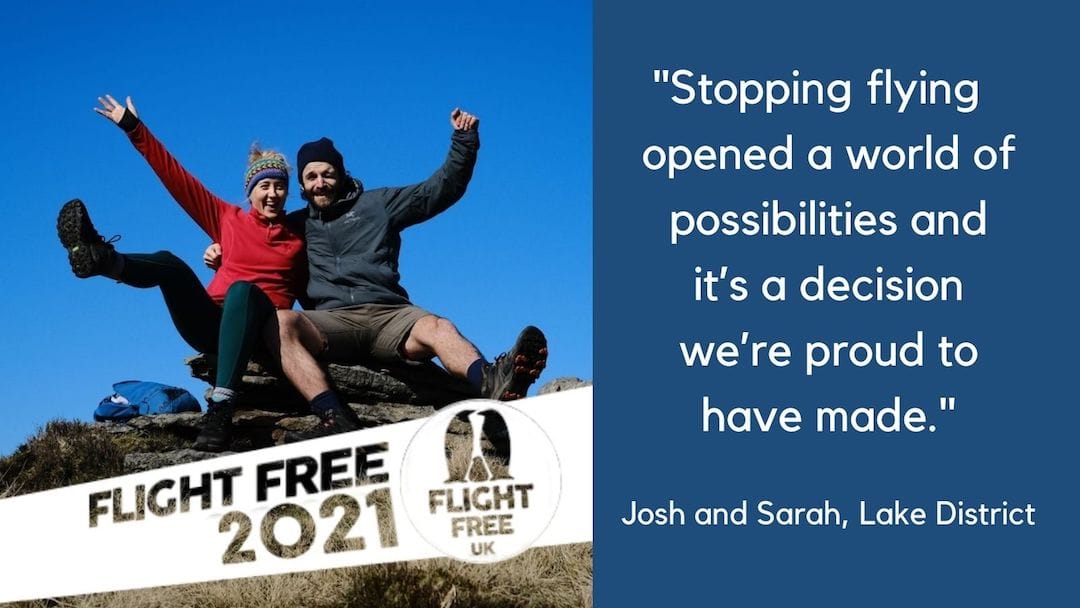 "Stopping flying
opened a world of
possibilities and
it's a decision
we're proud to
have made."
Josh and Sarah, Lake District
FLIGHT FREE
2021
FLIGHT
FREE
UK